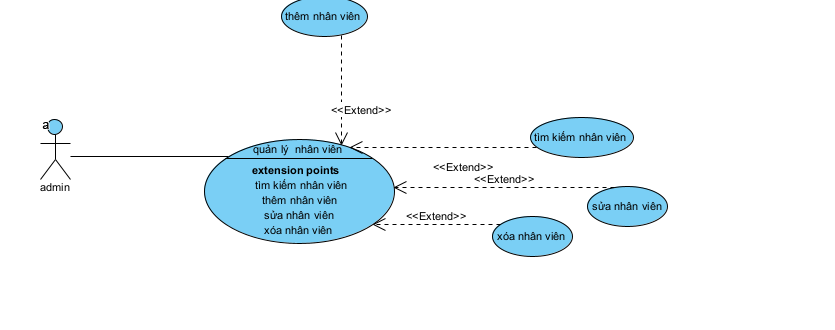 thêm nhân viên
<<Extend>>
a
admin
quản lý nhân viên
extension points
tìm kiếm nhân viên
thêm nhân viên
sửa nhân viên
xóa nhân viên
tìm kiếm nhân viên
<<Extend>>
<<Extend>>
sửa nhân viên
<<Extend>>
xóa nhân viên